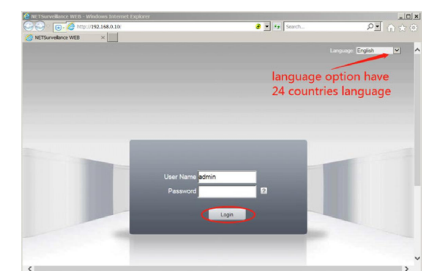 NETSurveillance WEB - Windows Internet Explorer
http://192.168.0.10/
Search...
NETSurveillance WEB
Language English
language option have
24 countries language
User Name admin
Password
Login